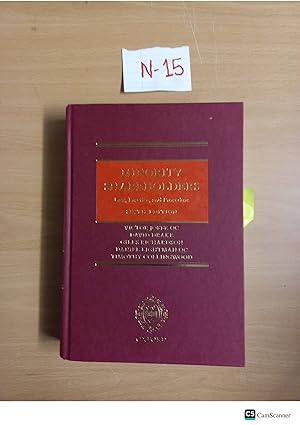 N-15
MINORITY
SHAREHOLDERS
Law, Practice, and Procedure
FIFTH EDITION
VICTOR JOFFE QC
DAVID DRAKE
GILES RICHARDSON
DANIEL LIGHTMAN QC
TIMOTHY COLLINGWOOD
OXFORD
CS CamScanner